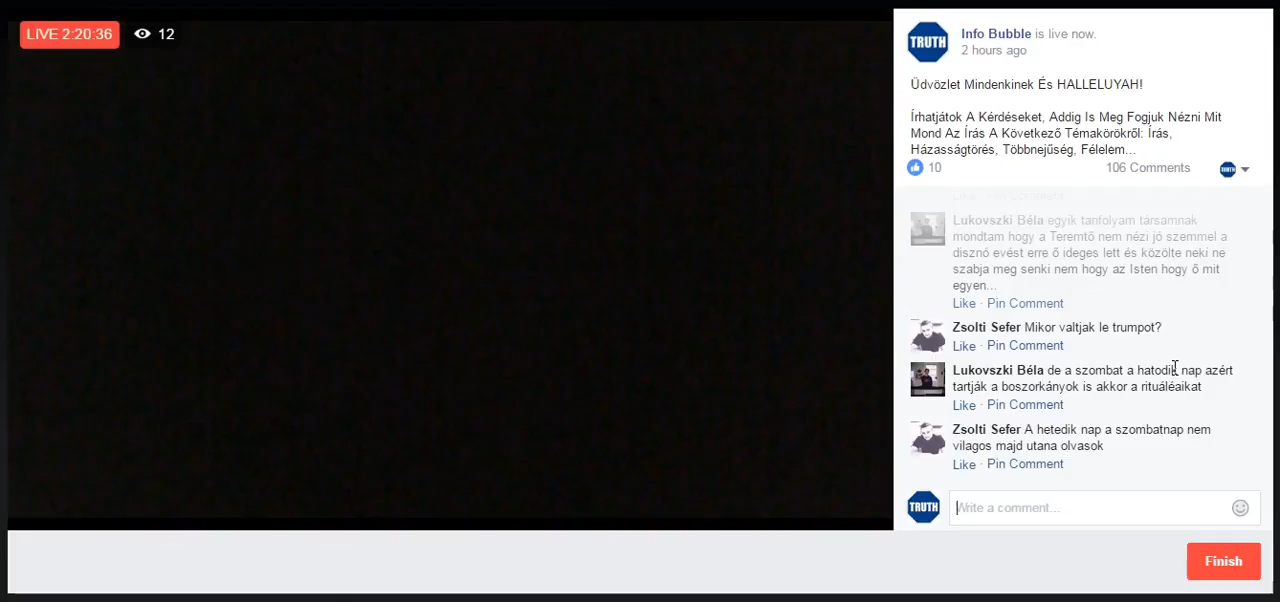 LIVE 2:20:36
12
TRUTH
Info Bubble is live now.
2 hours ago
Üdvözlet Mindenkinek És HALLELUYAH!
Írhatjátok A Kérdéseket, Addig Is Meg Fogjuk Nézni Mit
Mond Az Írás A Következő Témakörökről: Írás,
Házasságtörés, Többnejűség, Félelem...
10
106 Comments
TRUTH
Like · Pin Comment
Lukovszki Béla egyik tanfolyam társamnak
mondtam hogy a Teremtő nem nézi jó szemmel a
disznó evést erre ő ideges lett és közölte neki ne
szabja meg senki nem hogy az Isten hogy ő mit
egyen...
Like · Pin Comment
Zsolti Sefer Mikor valtjak le trumpot?
Like · Pin Comment
Lukovszki Béla de a szombat a hatodik nap azért
tartják a boszorkányok is akkor a rituáléaikat
Like · Pin Comment
Zsolti Sefer A hetedik nap a szombatnap nem
vilagos majd utana olvasok
Like · Pin Comment
TRUTH
Write a comment...
Finish